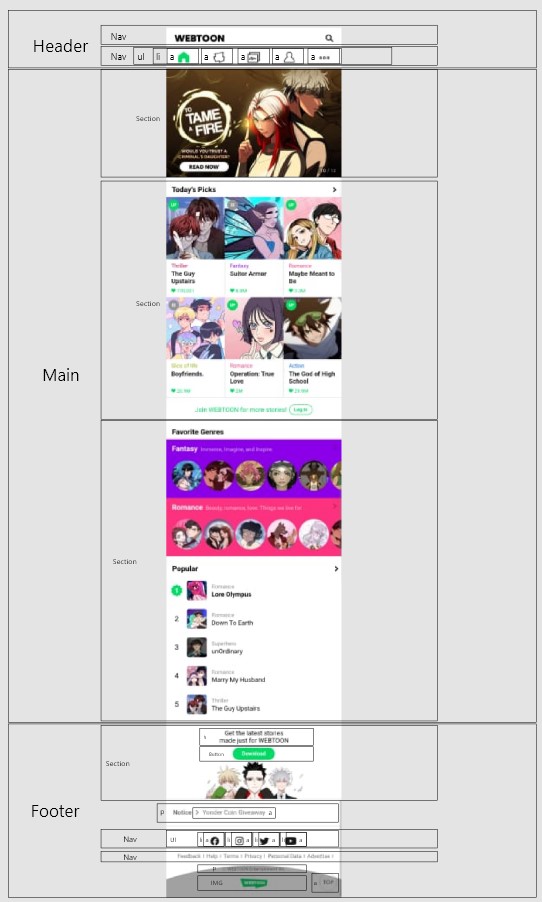 Header
Nav
WEBTOON
Nav
ul
li
a
a
a
a
a
Section
TO
TAME
A
FIRE
WOULD YOU TRUST A
CRIMINAL'S DAUGHTER?
READ NOW
Main
Section
Today's Picks
UP
UP
Thriller
Fantasy
Romance
The Guy
Upstairs
Suitor Armor
Maybe Meant to
Be
UP
UP
Slice of life
Romance
Action
Boyfriends.
Operation: True
Love
The God of High
School
Join WEBTOON for more stories!
Log in
Section
Favorite Genres
Fantasy Immerse, Imagine, and Inspire.
Romance
Popular
1
Romance
Lore Olympus
2
Romance
Down To Earth
3
Superhero
unOrdinary
4
Romance
Marry My Husband
5
Thriller
The Guy Upstairs
Footer
Section
Get the latest stories
made just for WEBTOON
Button
Download
P
Notice
Yonder Coin Giveaway
a
Nav
Ul
a
a
a
a
Nav
Feedback | Help | Terms | Privacy | Personal Data | Advertise |
P
IMG
WEBTOON
a
TOP